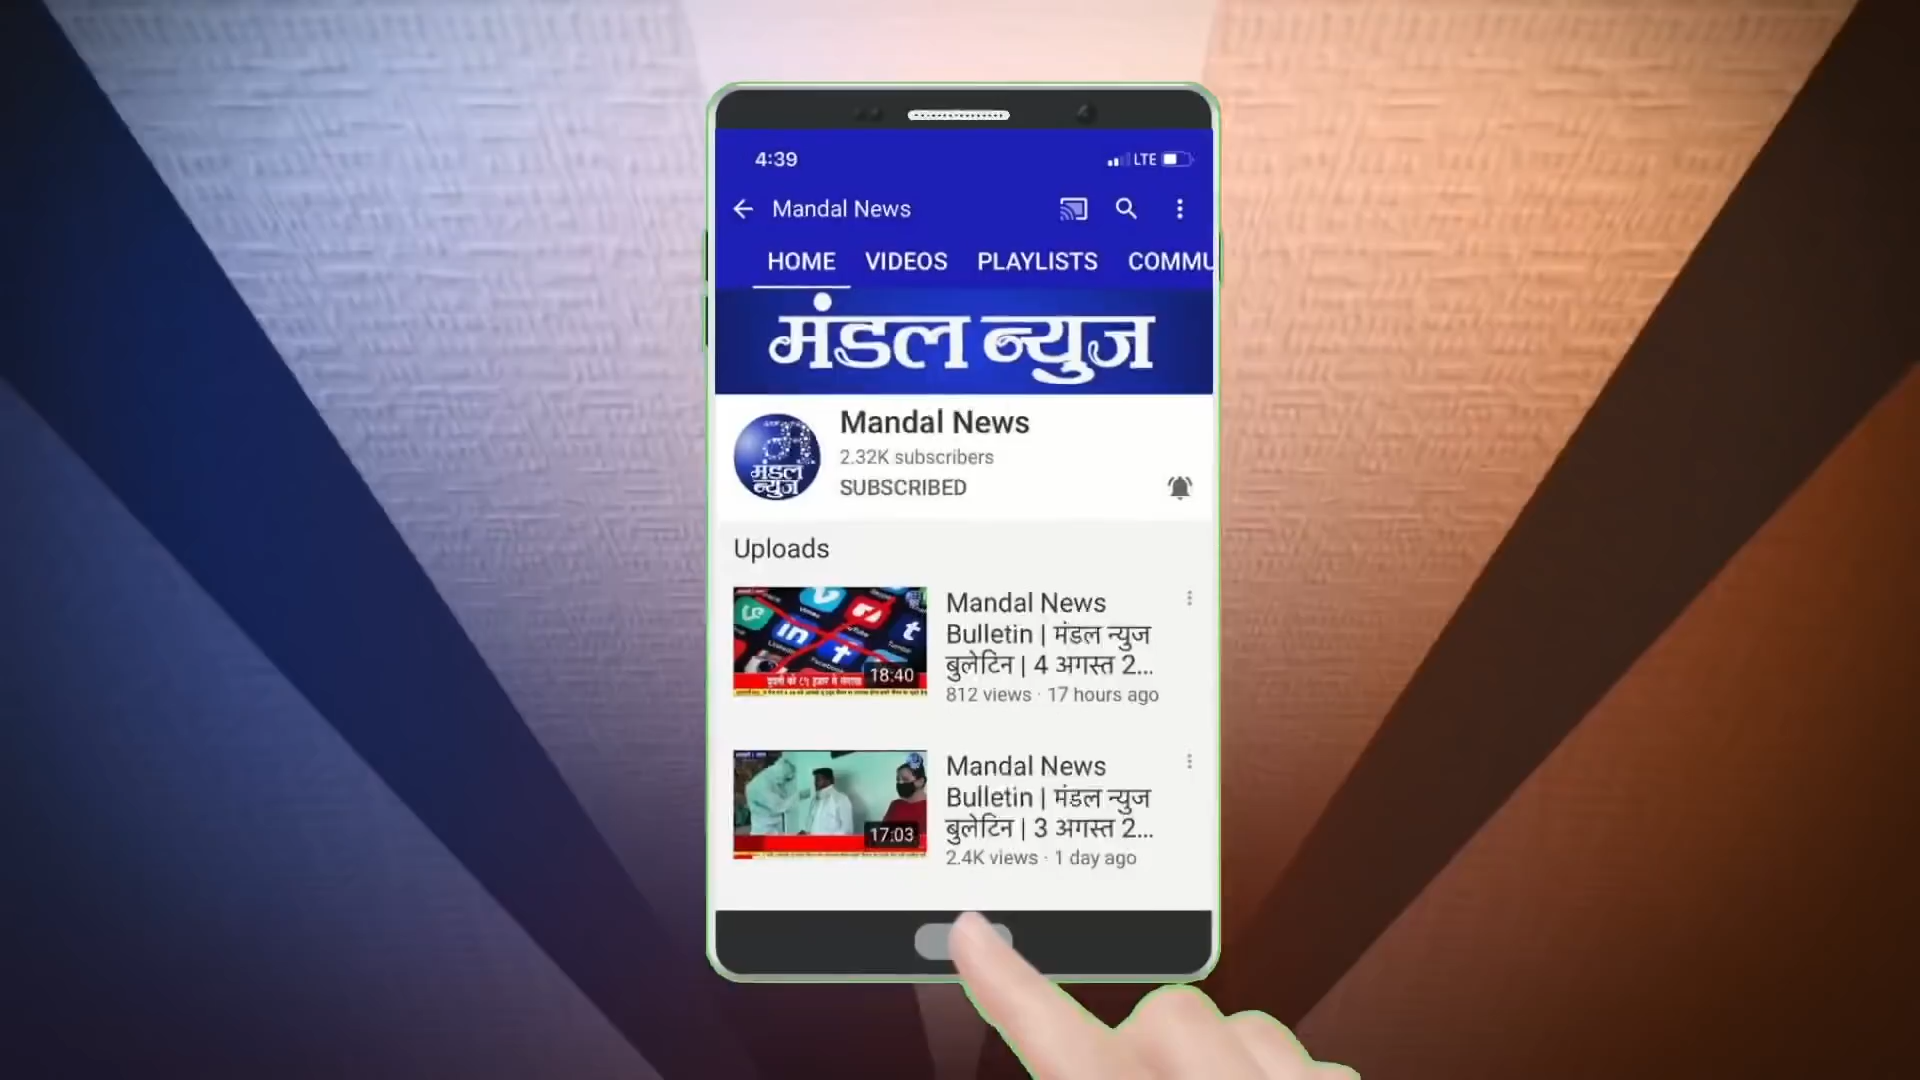 4:39
LTE
Mandal News
HOME VIDEOS PLAYLISTS COMMU
मंडल न्युज
Mandal News
2.32K subscribers
SUBSCRIBED
मंडल
न्युज
Uploads
Mandal News
Bulletin | मंडल न्युज
बुलेटिन | 4 अगस्त 2...
812 views · 17 hours ago
in
18:40
Mandal News
Bulletin | मंडल न्युज
बुलेटिन | 3 अगस्त 2...
2.4K views · 1 day ago
17:03